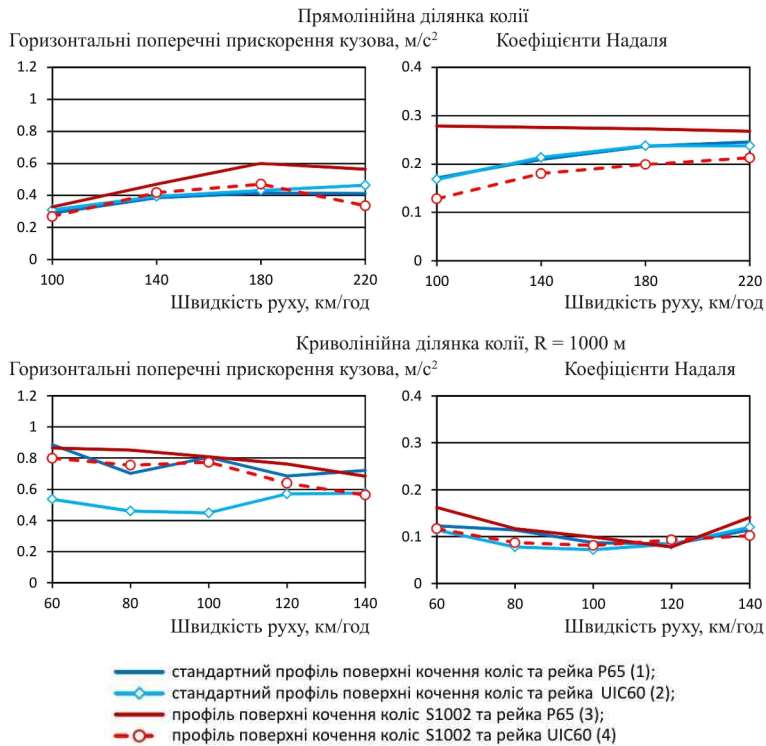 Прямолінійна ділянка колії
Горизонтальні поперечні прискорення кузова, м/с² Коефіцієнти Надаля
1.2 0.4
1
0.8 0.3
0.6 0.2
0.4
0.2 0.1
0 0
100 140 180 220 100 140 180 220
Швидкість руху, км/год Швидкість руху, км/год
Криволінійна ділянка колії, R = 1000 м
Горизонтальні поперечні прискорення кузова, м/с² Коефіцієнти Надаля
1.2 0.4
1
0.8 0.3
0.6 0.2
0.4
0.2 0.1
0 0
60 80 100 120 140 60 80 100 120 140
Швидкість руху, км/год Швидкість руху, км/год
стандартний профіль поверхні кочення коліс та рейка Р65 (1);
стандартний профіль поверхні кочення коліс та рейка UIC60 (2);
профіль поверхні кочення коліс S1002 та рейка Р65 (3);
профіль поверхні кочення коліс S1002 та рейка UIC60 (4)